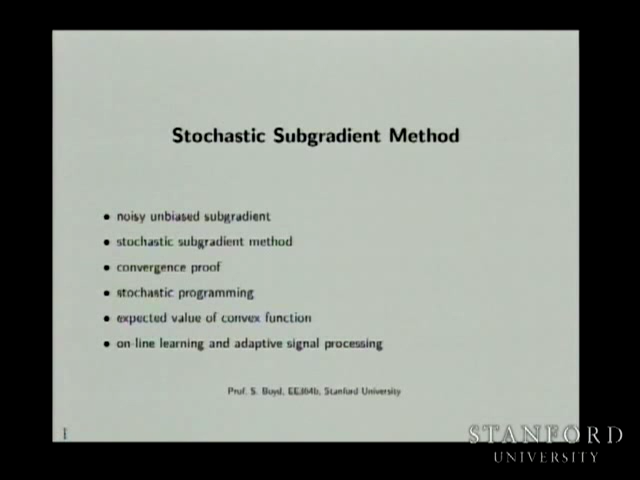 Stochastic Subgradient Method
• noisy unbiased subgradient
• stochastic subgradient method
• convergence proof
• stochastic programming
• expected value of convex function
• on-line learning and adaptive signal processing
Prof. S. Boyd, EE364b, Stanford University
1
STANFORD
UNIVERSITY